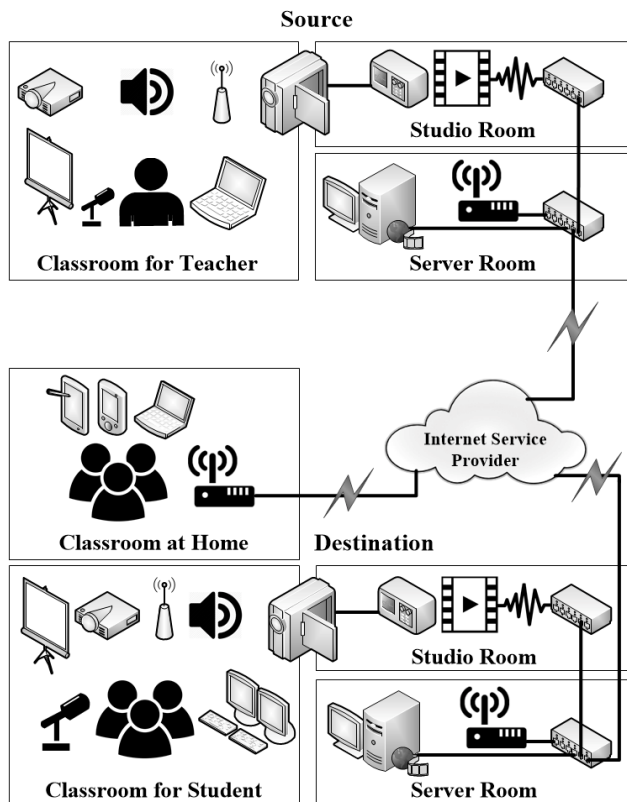 Source
Studio Room
Classroom for Teacher
Server Room
Internet Service
Provider
Classroom at Home
Destination
Studio Room
Classroom for Student
Server Room